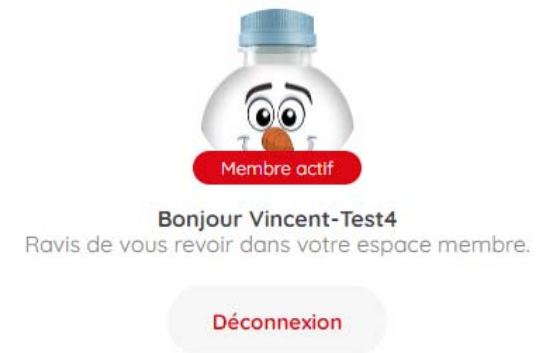 Membre actif
Bonjour Vincent-Test4
Ravis de vous revoir dans votre espace membre.
Déconnexion